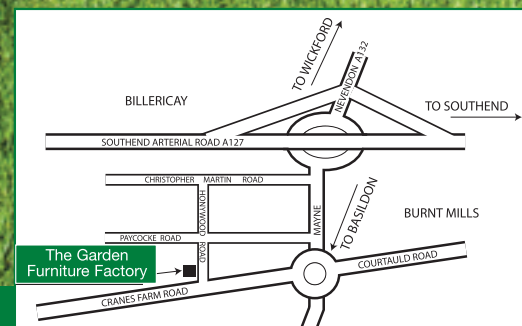 TO WICKFORD
NEVENDON A132
BILLERICAY
TO SOUTHEND
SOUTHEND ARTERIAL ROAD A127
CHRISTOPHER MARTIN ROAD
HONYWOOD ROAD
MAYNE
TO BASILDON
BURNT MILLS
PAYCOCKE ROAD
The Garden
Furniture Factory
COURTAULD ROAD
CRANES FARM ROAD